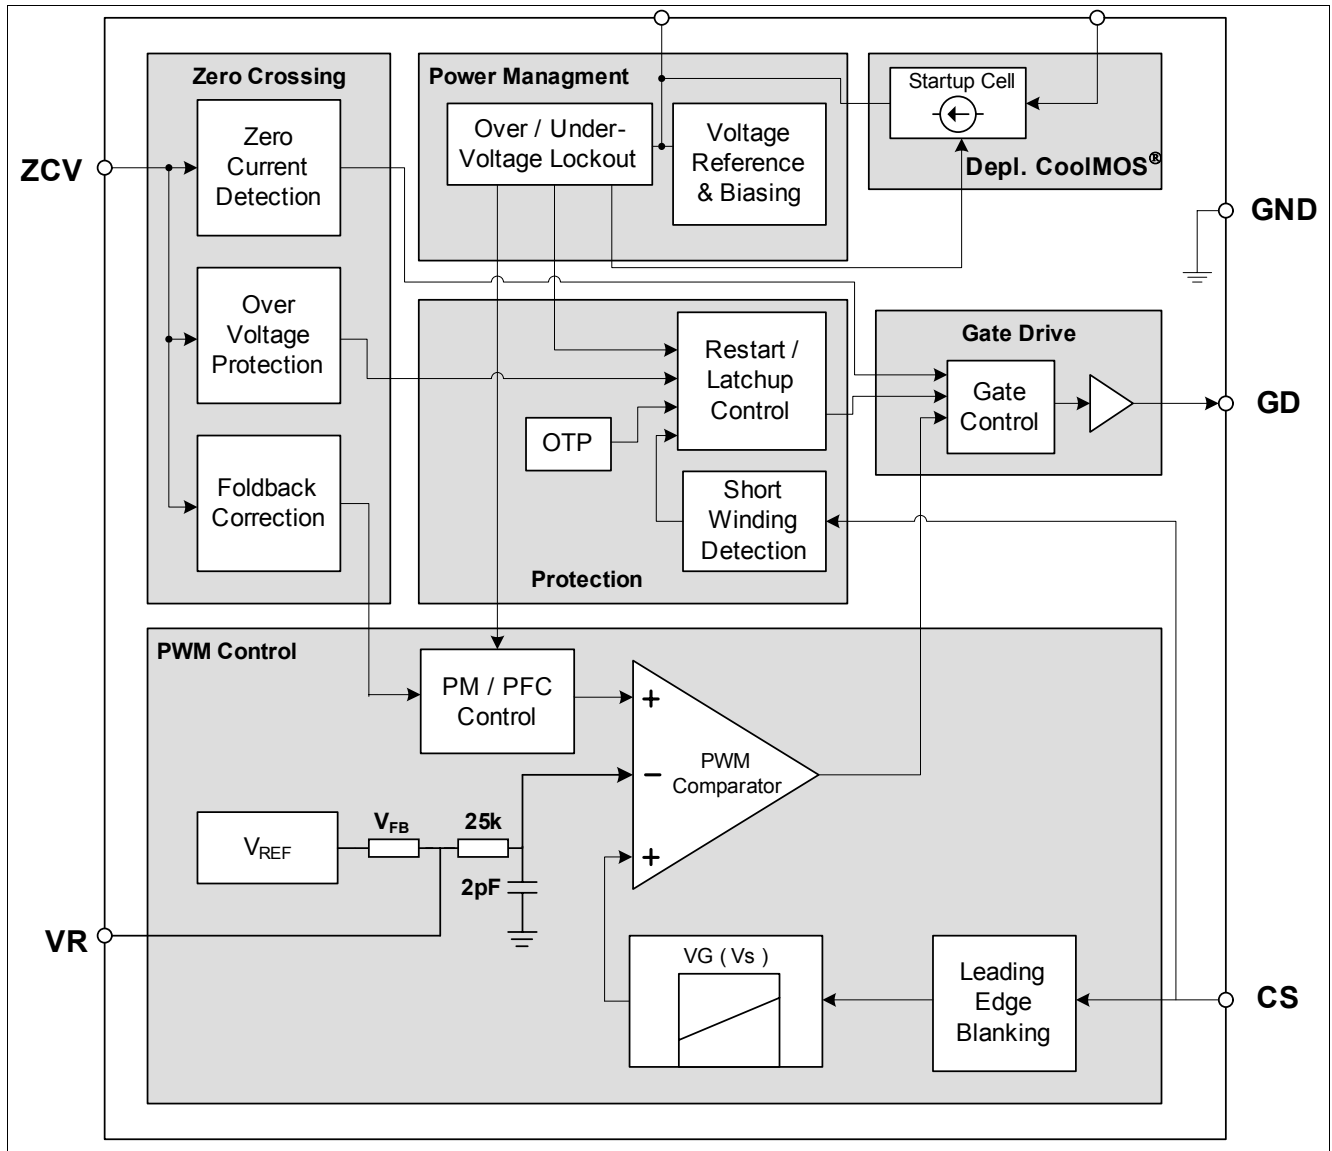 Zero Crossing
Zero
Current
Detection
Over
Voltage
Protection
Foldback
Correction
ZCV
Power Managment
Over / Under-
Voltage Lockout
Voltage
Reference
& Biasing
Startup Cell
Depl. CoolMOS®
GND
Restart /
Latchup
Control
OTP
Short
Winding
Detection
Protection
Gate Drive
Gate
Control
GD
PWM Control
PM / PFC
Control
+
−
+
PWM
Comparator
VREF
VFB
25k
2pF
VR
VG ( Vs )
Leading
Edge
Blanking
CS